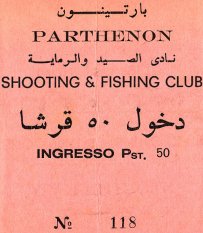 بارتينون
PARTHENON
نادى الصيد والرماية
SHOOTING & FISHING CLUB
دخول ٥٠ قرشا
INGRESSO PST. 50
№ 118